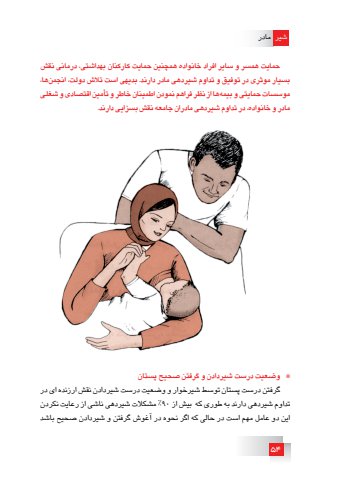 شیر مادر
حمایت همسر و سایر افراد خانواده همچنین حمایت کارکنان بهداشتی، درمانی نقش
بسیار موثری در توفیق و تداوم شیردهی مادر دارند. بدیهی است تلاش دولت، انجمن‌ها،
موسسات حمایتی و بیمه‌ها از نظر فراهم نمودن اطمینان خاطر و تأمین اقتصادی و شغلی
مادر و خانواده، در تداوم شیردهی مادران جامعه نقش بسزایی دارند.
وضعیت درست شیردادن و گرفتن صحیح پستان
گرفتن درست پستان توسط شیرخوار و وضعیت درست شیردادن نقش ارزنده ای در
تداوم شیردهی دارند به طوری که بیش از ۹۰٪ مشکلات شیردهی ناشی از رعایت نکردن
این دو عامل مهم است در حالی که اگر نحوه در آغوش گرفتن و شیردادن صحیح باشد
۵۴